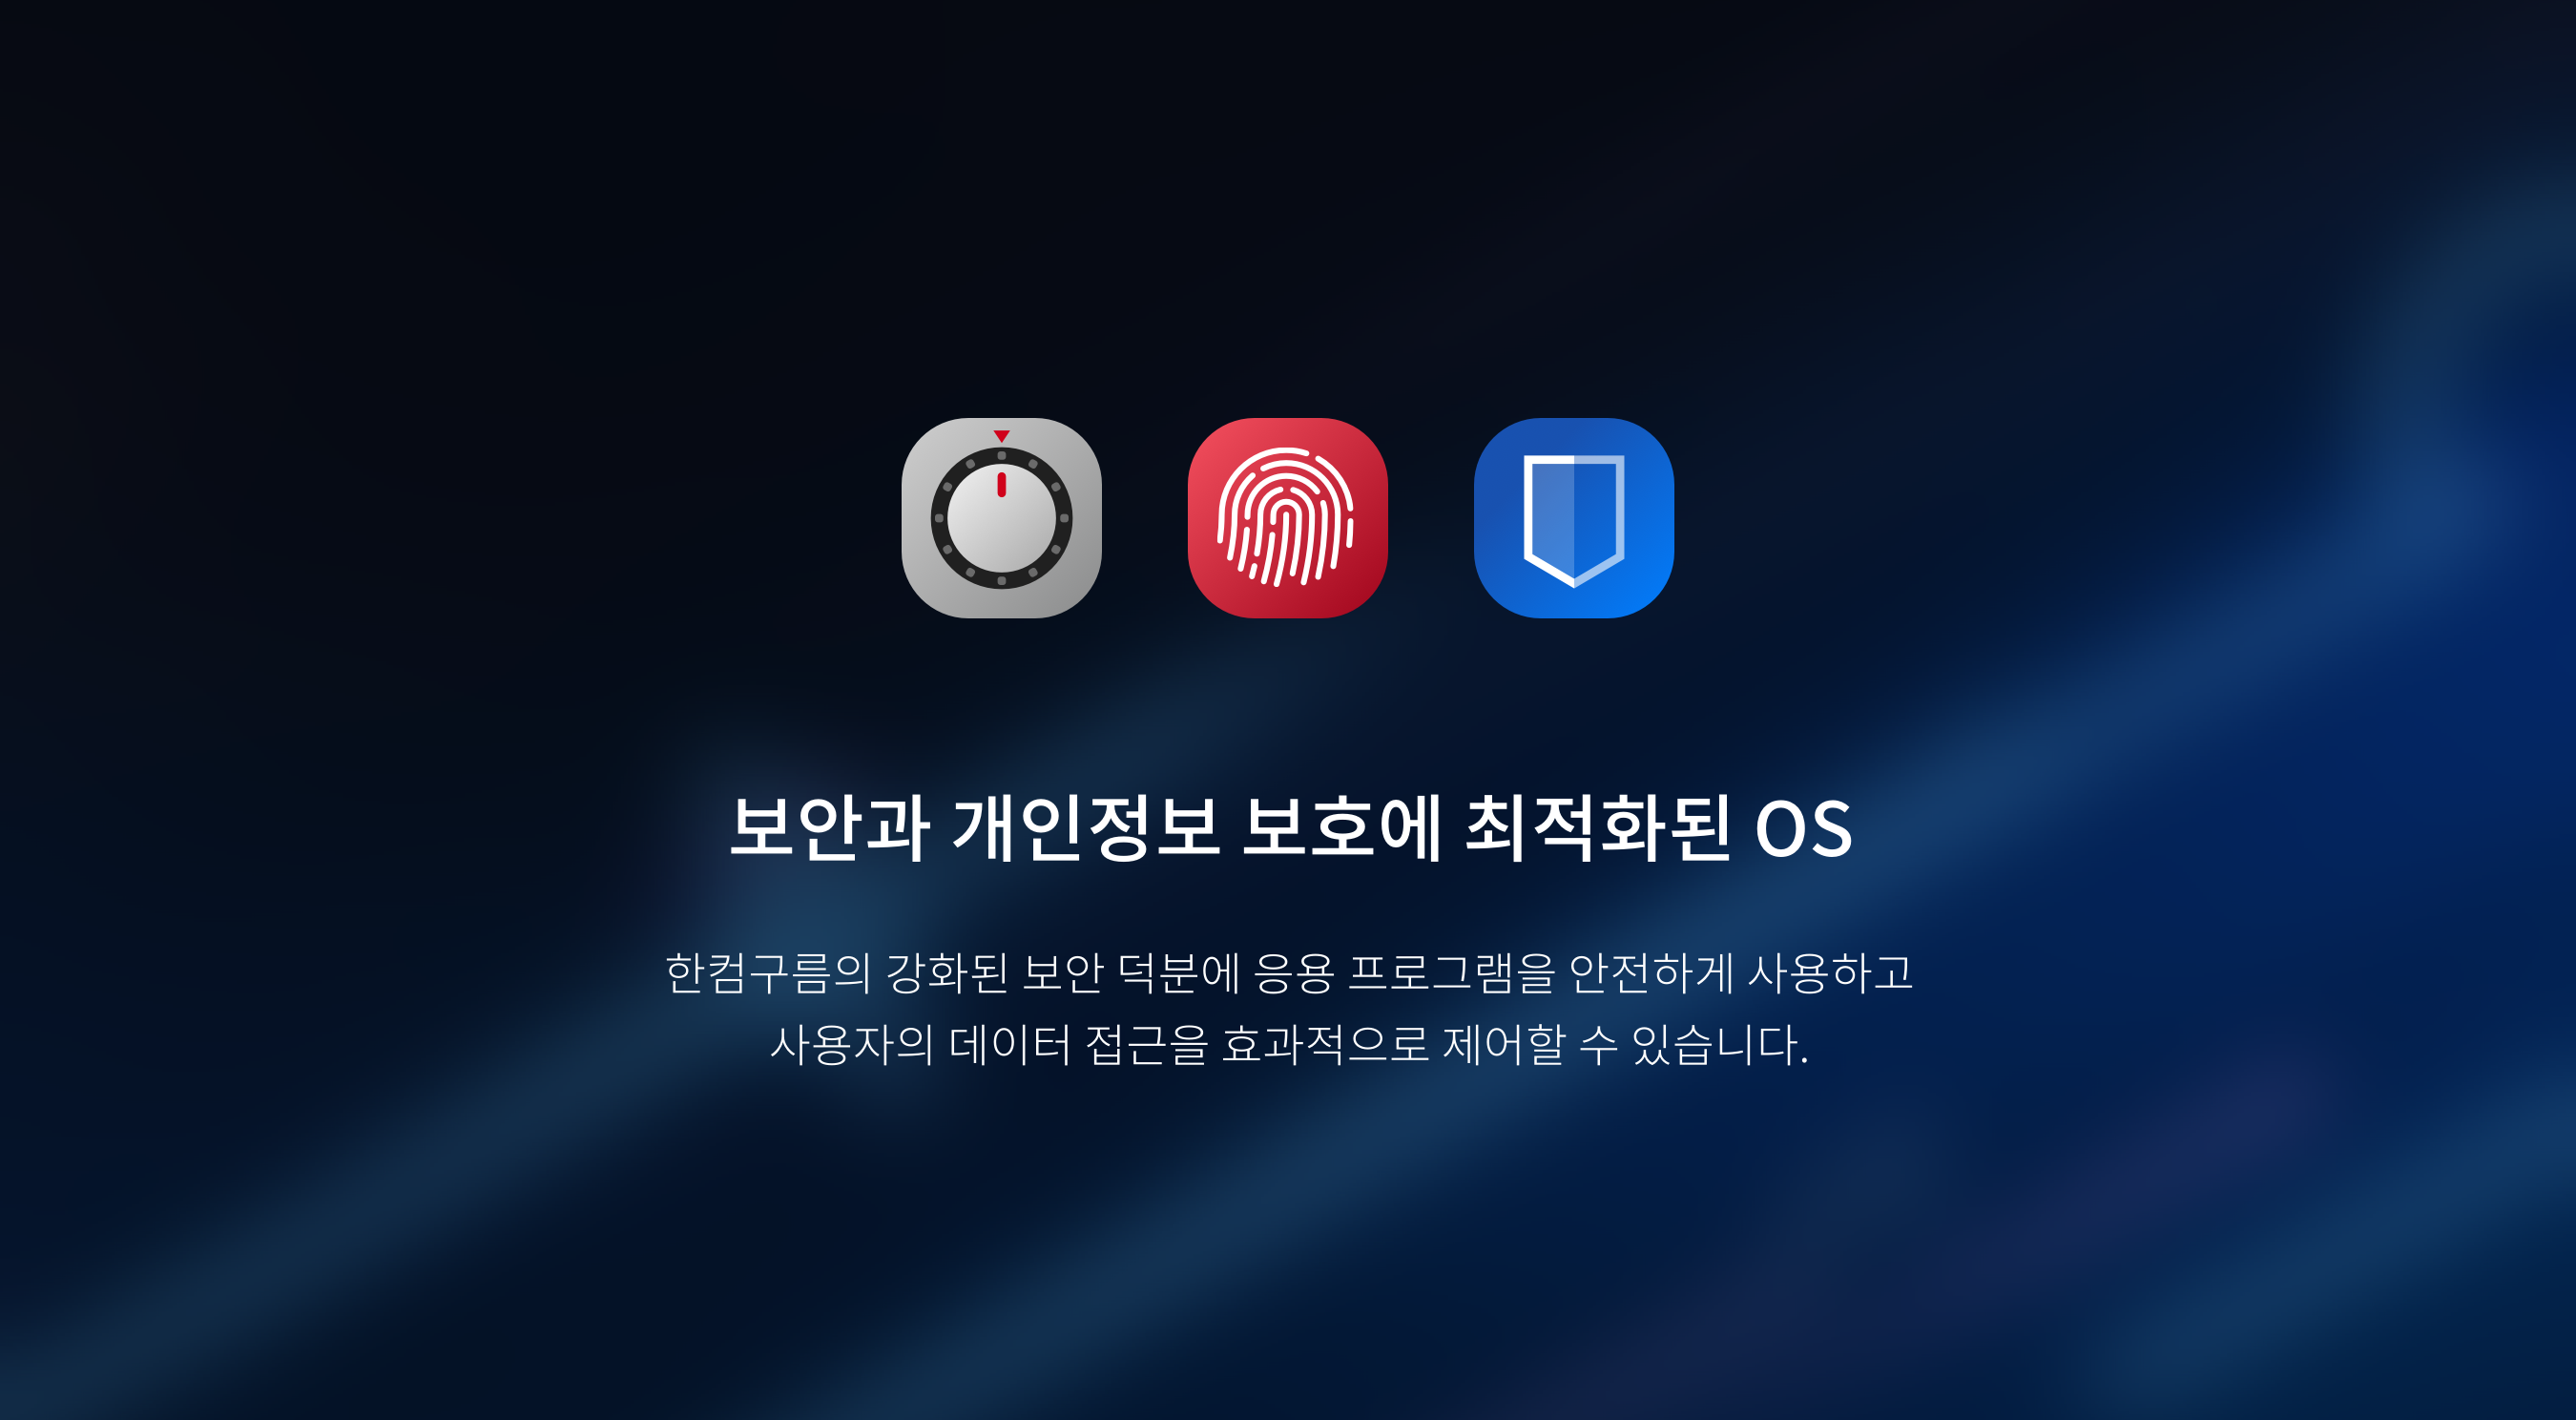 보안과 개인정보 보호에 최적화된 OS
한컴구름의 강화된 보안 덕분에 응용 프로그램을 안전하게 사용하고
사용자의 데이터 접근을 효과적으로 제어할 수 있습니다.